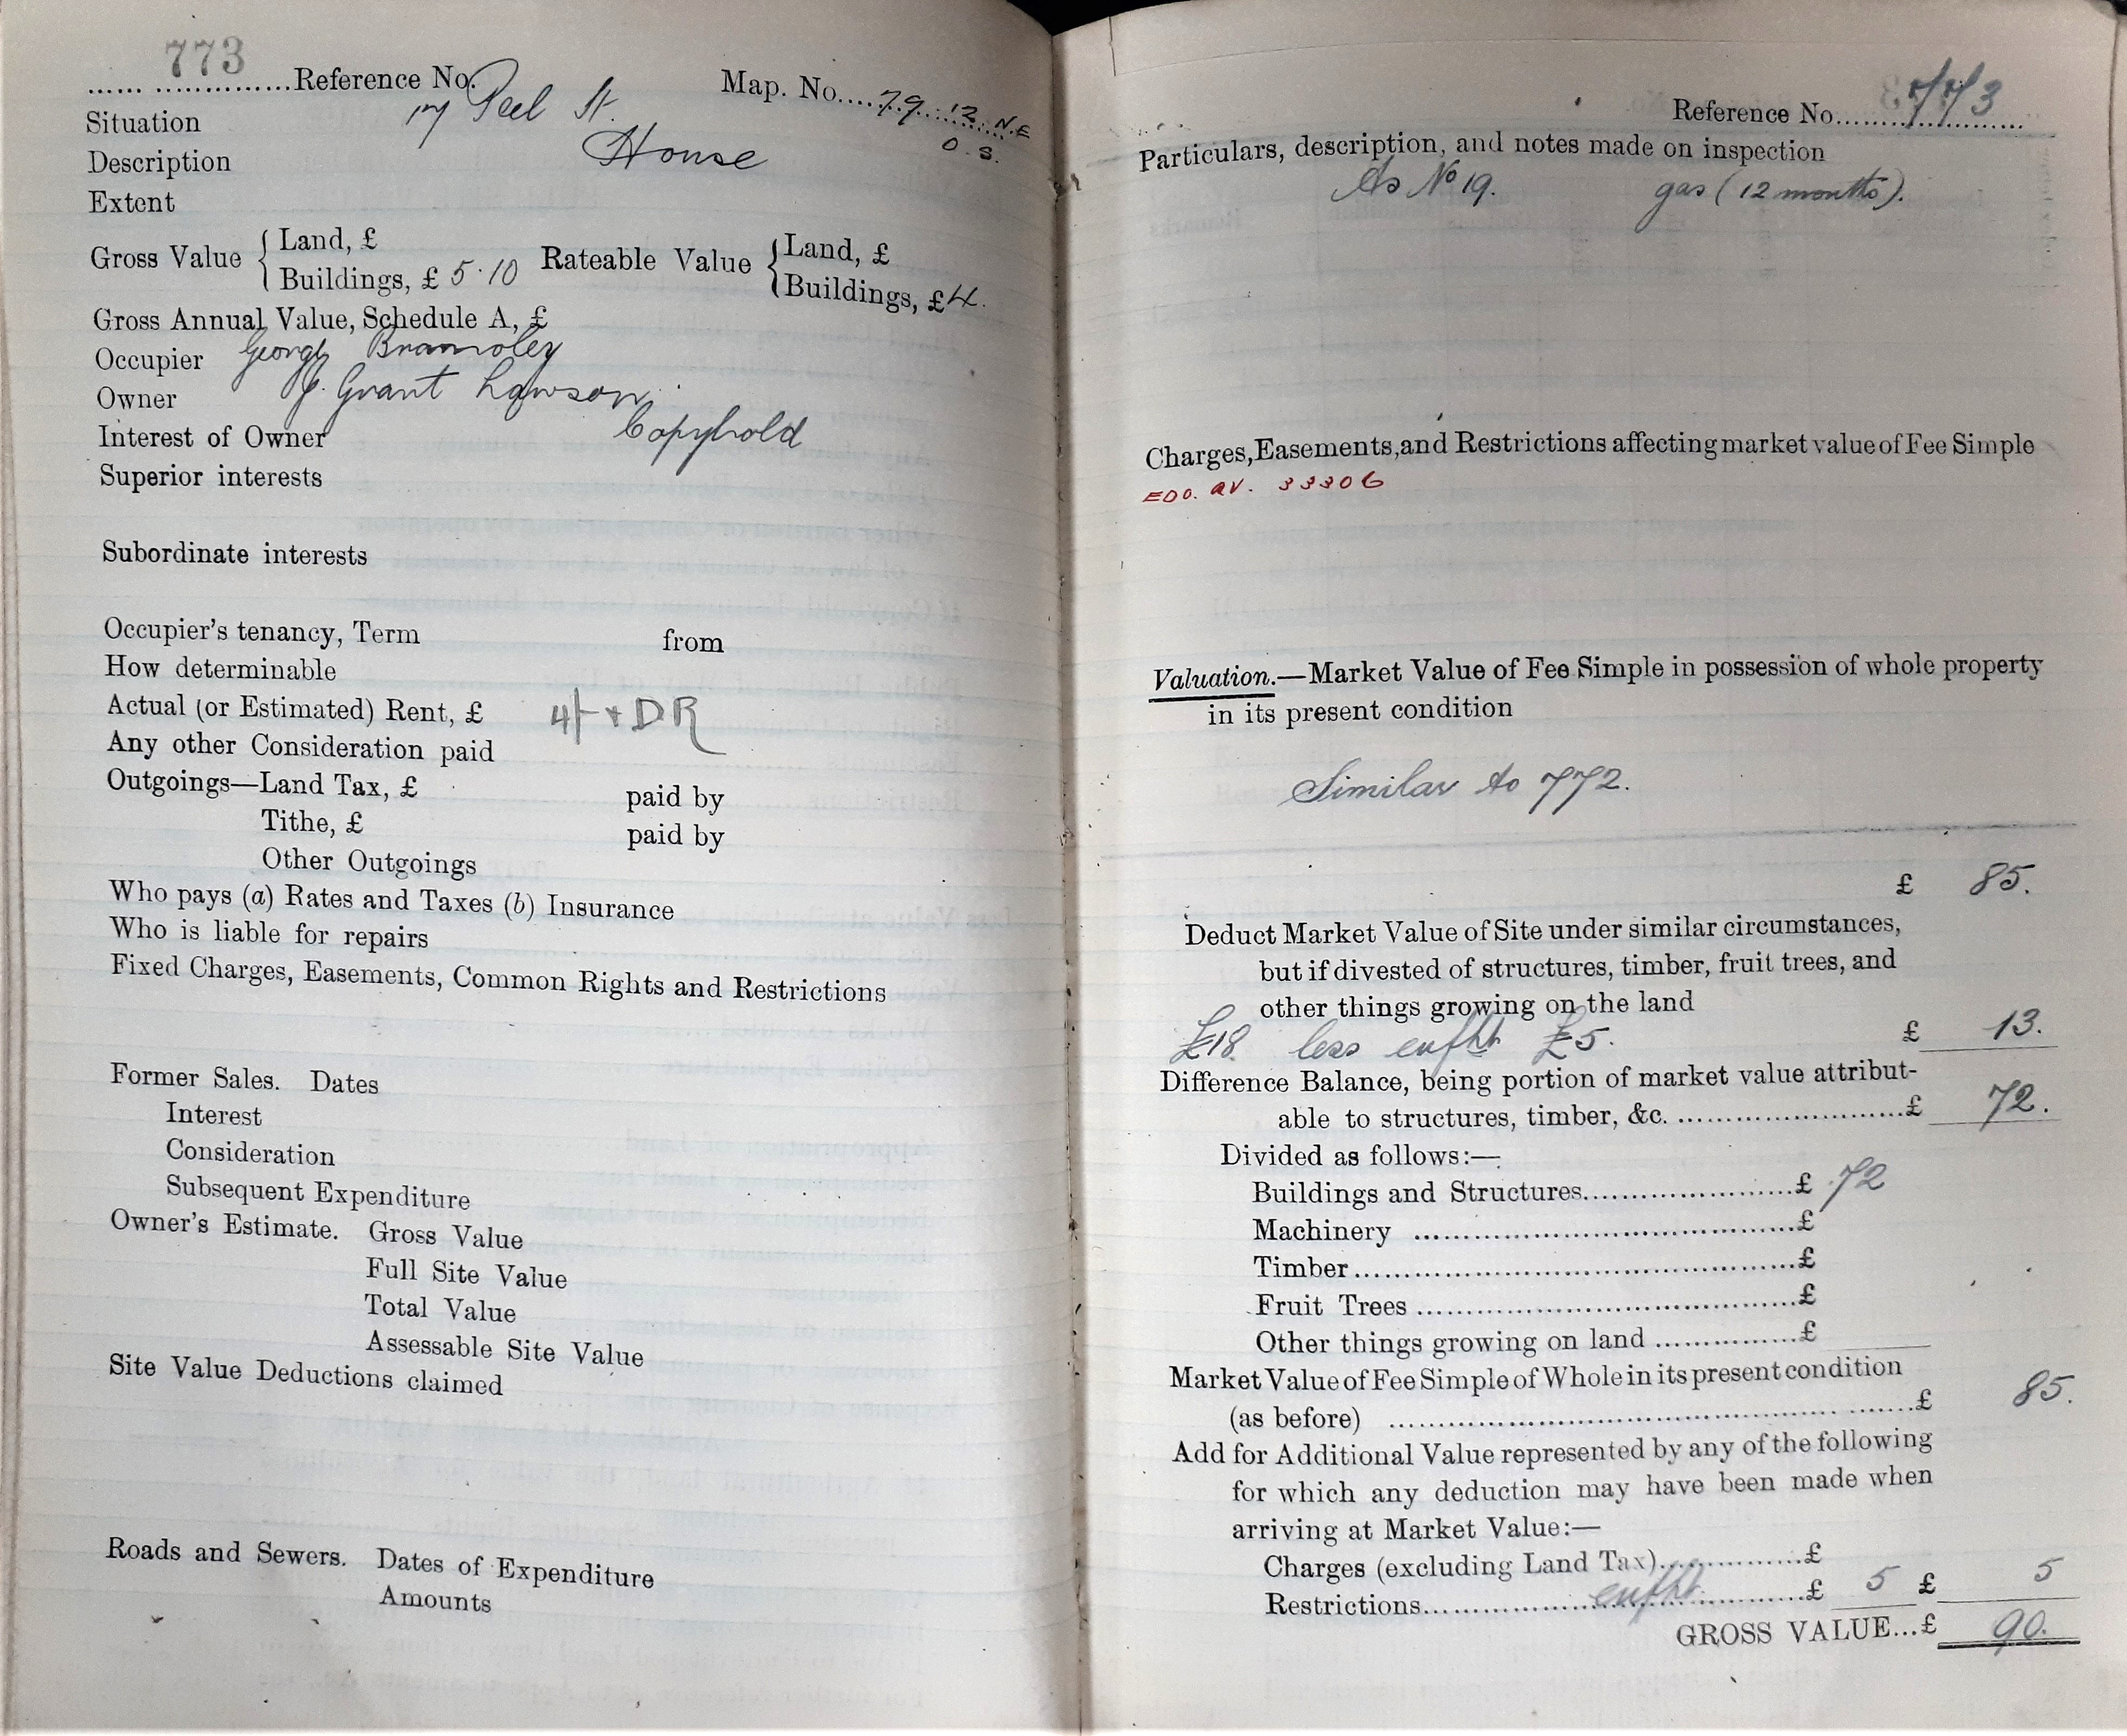 773
Reference No.
Map. No. 79.12. N.E
O.S.
Situation 17 Peel St.
Description House
Extent
Gross Value { Land, £
Buildings, £ 5.10
Rateable Value { Land, £
Buildings, £ 4.
Gross Annual Value, Schedule A, £
Occupier George Bramoley
Owner J. Grant Lawson
Interest of Owner Copyhold
Superior interests
Subordinate interests
Occupier's tenancy, Term from
How determinable
Actual (or Estimated) Rent, £ 4/- + DR
Any other Consideration paid
Outgoings—Land Tax, £ paid by
Tithe, £ paid by
Other Outgoings
Who pays (a) Rates and Taxes (b) Insurance
Who is liable for repairs
Fixed Charges, Easements, Common Rights and Restrictions
Former Sales. Dates
Interest
Consideration
Subsequent Expenditure
Owner's Estimate. Gross Value
Full Site Value
Total Value
Assessable Site Value
Site Value Deductions claimed
Roads and Sewers. Dates of Expenditure
Amounts
Reference No. 773
Particulars, description, and notes made on inspection
As No 19. gas (12 months).
Charges, Easements, and Restrictions affecting market value of Fee Simple
EDO. QV. 33306
Valuation.—Market Value of Fee Simple in possession of whole property
in its present condition
Similar to 772.
£ 85.
Deduct Market Value of Site under similar circumstances,
but if divested of structures, timber, fruit trees, and
other things growing on the land
£18 less enfht £5. £ 13.
Difference Balance, being portion of market value attribut-
able to structures, timber, &c. £ 72.
Divided as follows:—
Buildings and Structures £ 72
Machinery £
Timber £
Fruit Trees £
Other things growing on land £
Market Value of Fee Simple of Whole in its present condition
(as before) £ 85.
Add for Additional Value represented by any of the following
for which any deduction may have been made when
arriving at Market Value:—
Charges (excluding Land Tax) £
Restrictions enfht £ 5 £ 5
GROSS VALUE...£ 90.